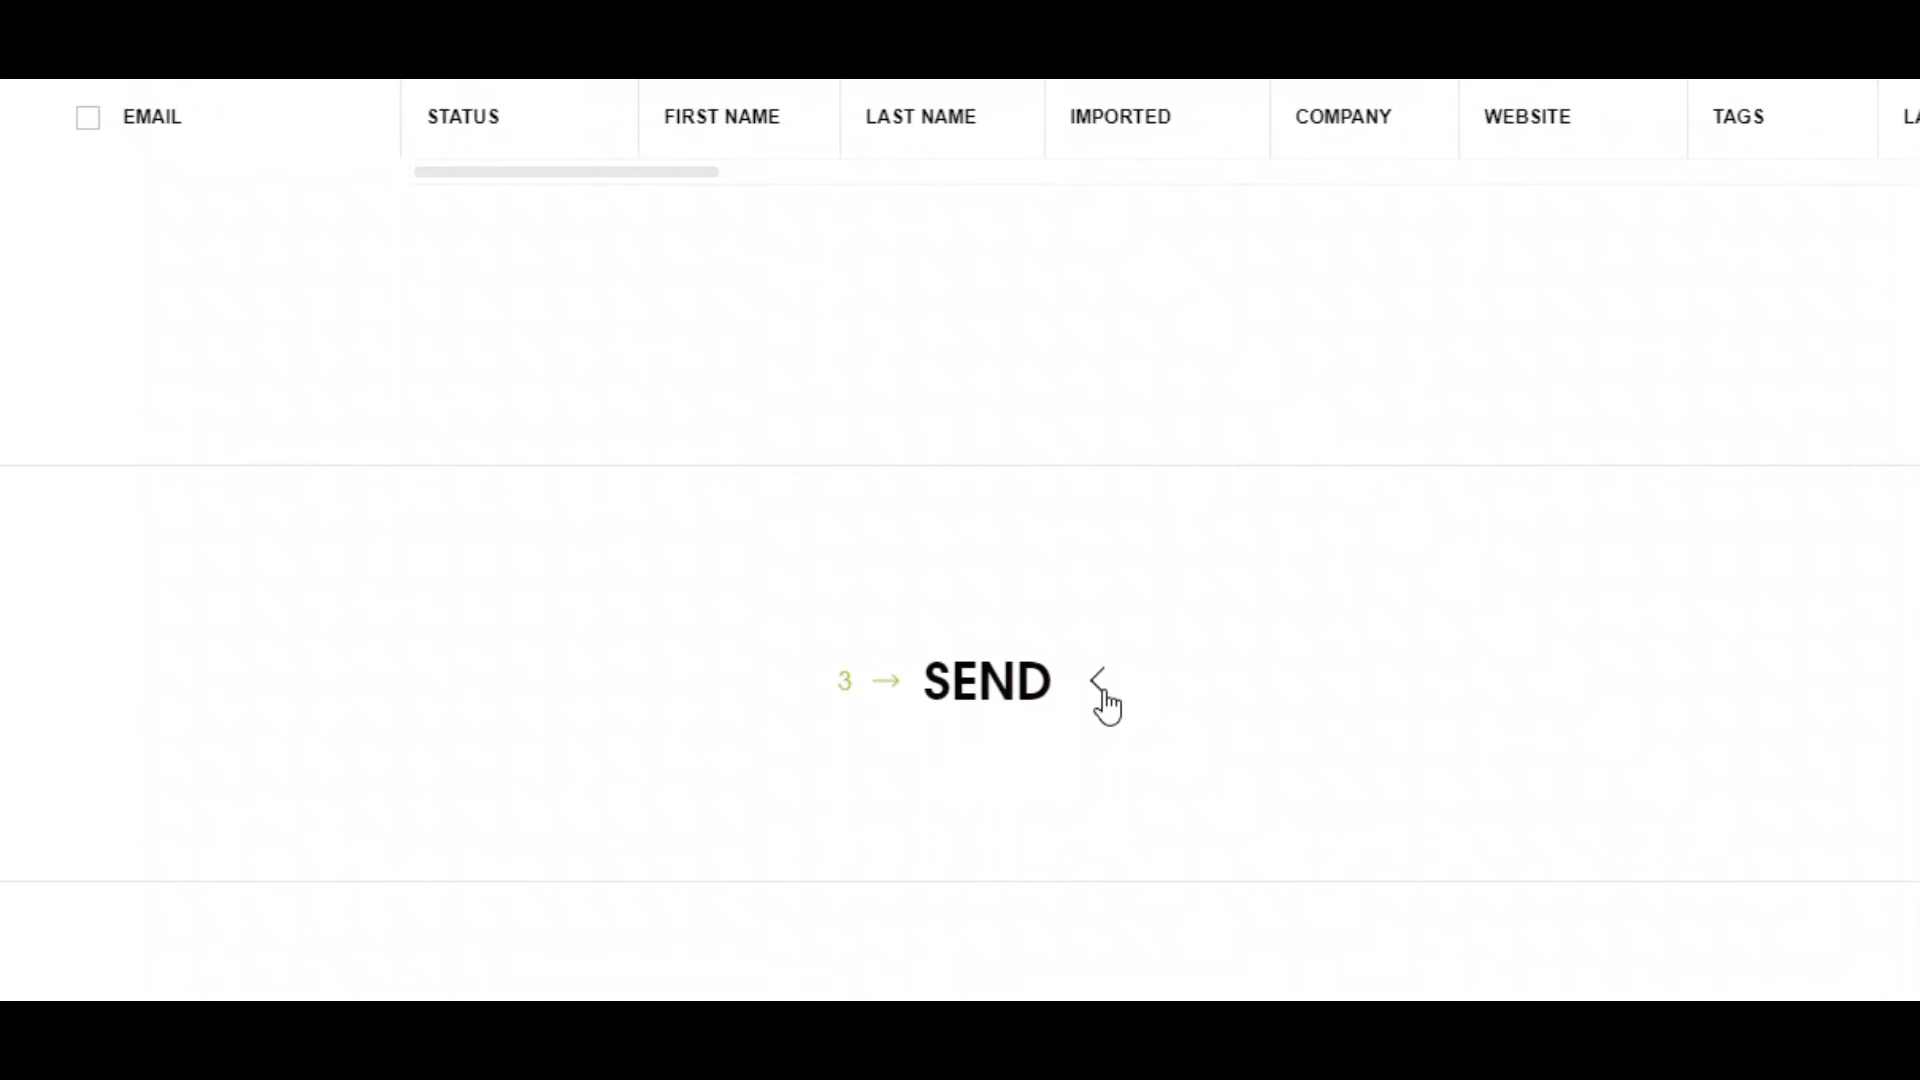 EMAIL STATUS FIRST NAME LAST NAME IMPORTED COMPANY WEBSITE TAGS
3 → SEND